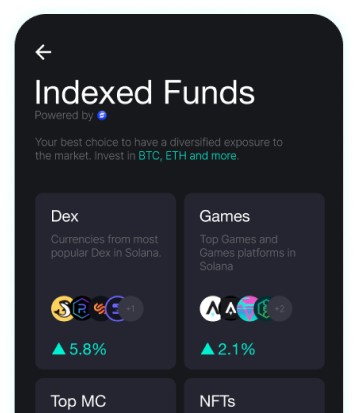 Indexed Funds
Powered by
Your best choice to have a diversified exposure to
the market. Invest in BTC, ETH and more.
Dex
Currencies from most
popular Dex in Solana.
+1
5.8%
Games
Top Games and
Games platforms in
Solana
+2
2.1%
Top MC
NFTs